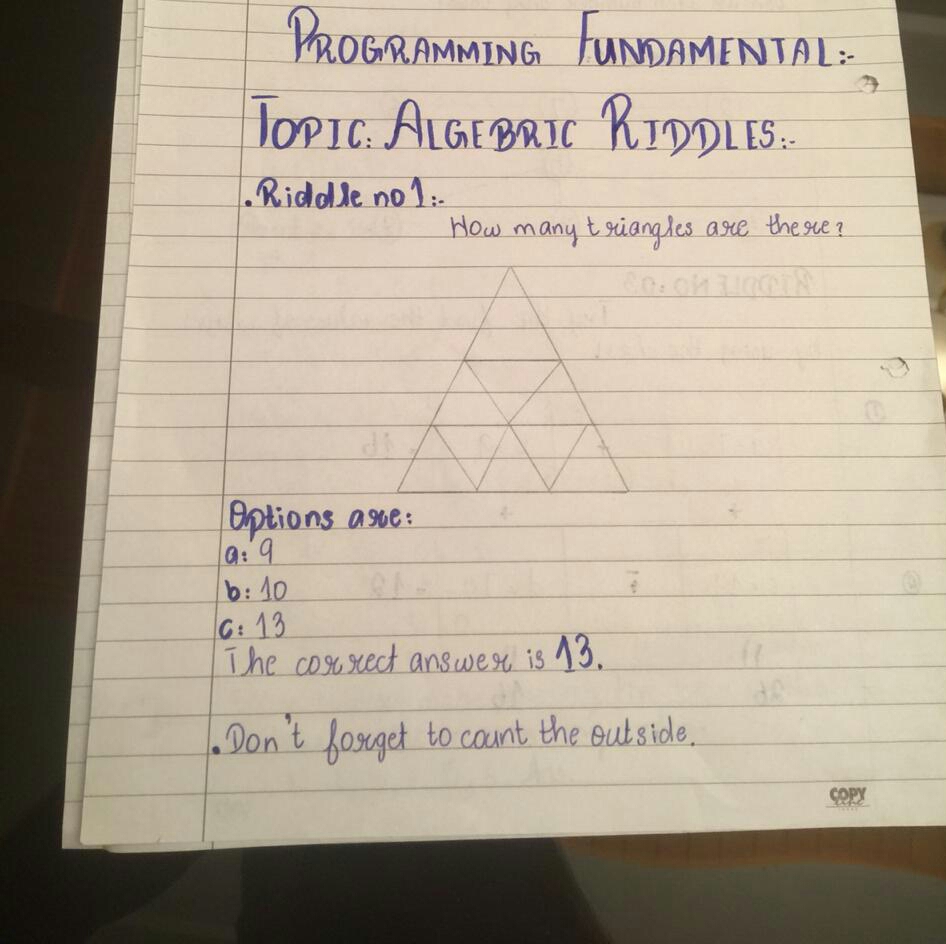 PROGRAMMING FUNDAMENTAL:-
TOPIC: ALGEBRIC RIDDLES:-
.Riddle no 1:-
How many triangles are there?
Options are:
a: 9
b: 10
c: 13
The correct answer is 13.
.Don't forget to count the outside.
COPY